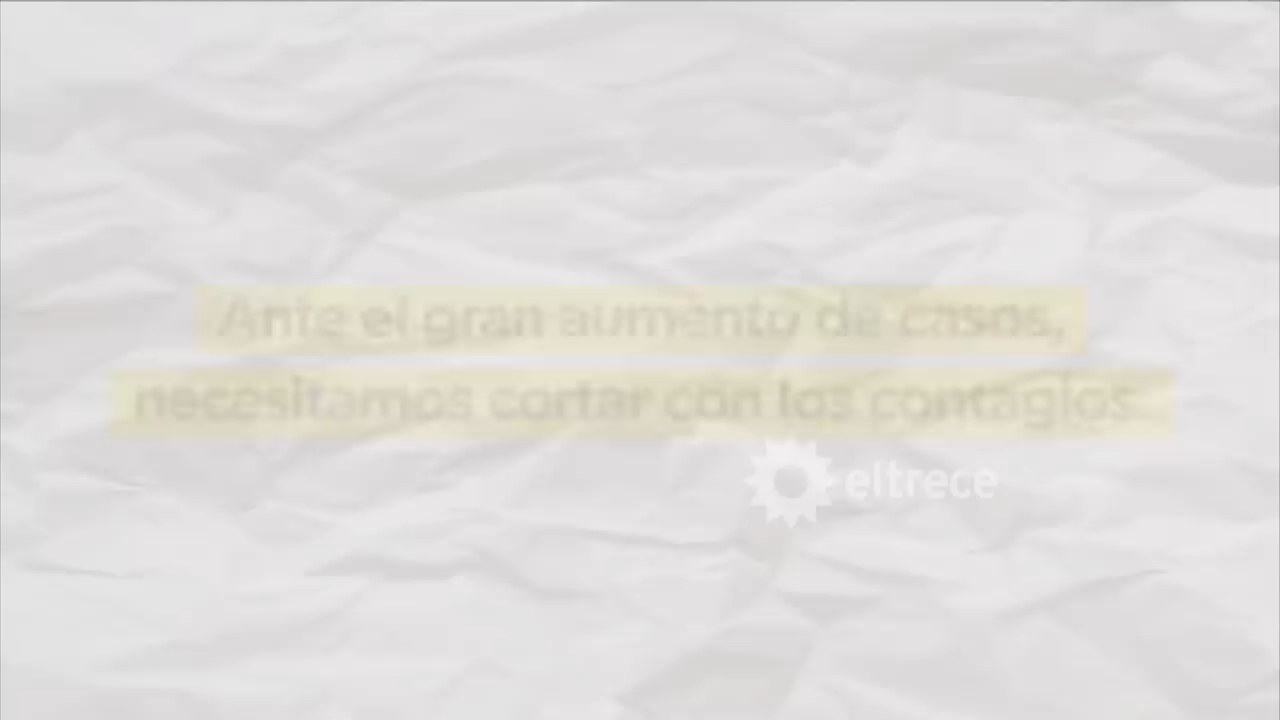 Ante el gran aumento de casos,
necesitamos cortar con los contagios.
eltrece